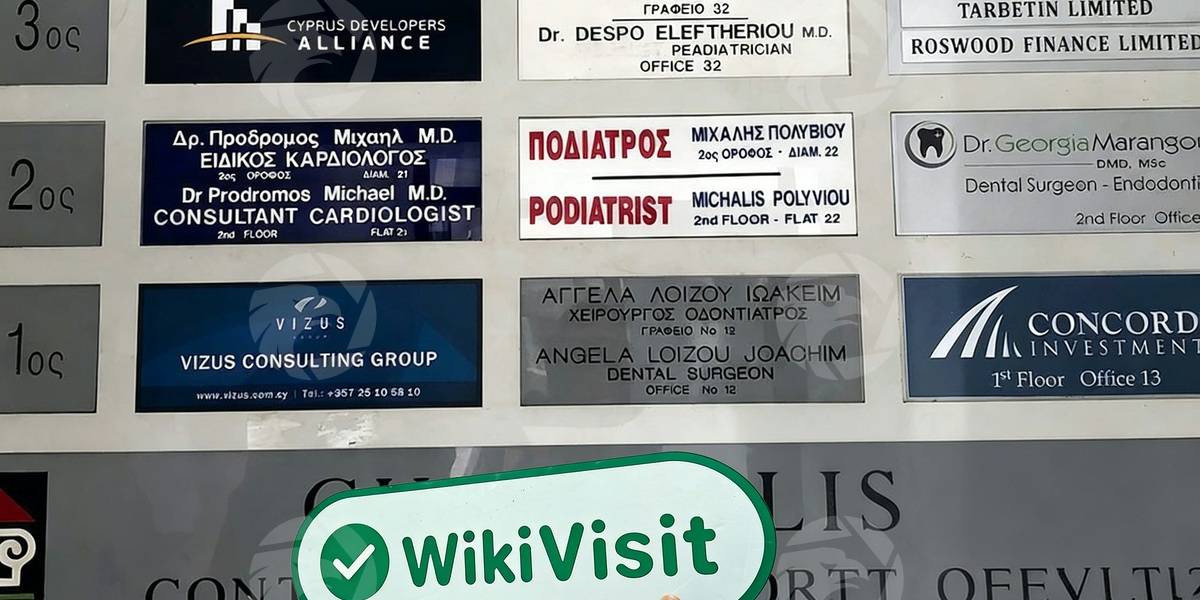 3ος
CYPRUS DEVELOPERS
ALLIANCE
ΓΡΑΦΕΙΟ 32
Dr. DESPO ELEFTHERIOU M.D.
PEADIATRICIAN
OFFICE 32
TARBETIN LIMITED
ROSWOOD FINANCE LIMITED
2ος
Δρ. Προδρομος Μιχαηλ M.D.
ΕΙΔΙΚΟΣ ΚΑΡΔΙΟΛΟΓΟΣ
2ος ΟΡΟΦΟΣ ΔΙΑΜ. 21
Dr Prodromos Michael M.D.
CONSULTANT CARDIOLOGIST
2nd FLOOR FLAT 21
ΠΟΔΙΑΤΡΟΣ ΜΙΧΑΛΗΣ ΠΟΛΥΒΙΟΥ
2ος ΟΡΟΦΟΣ · ΔΙΑΜ. 22
PODIATRIST MICHALIS POLYVIOU
2nd FLOOR - FLAT 22
Dr. Georgia Marangou
DMD, MSc
Dental Surgeon - Endodonti
2nd Floor Office
1ος
VIZUS
VIZUS CONSULTING GROUP
www.vizus.com.cy | Tel.: +357 25 10 58 10
ΑΓΓΕΛΑ ΛΟΙΖΟΥ ΙΩΑΚΕΙΜ
ΧΕΙΡΟΥΡΓΟΣ ΟΔΟΝΤΙΑΤΡΟΣ
ΓΡΑΦΕΙΟ Νο 12
ANGELA LOIZOU JOACHIM
DENTAL SURGEON
OFFICE No 12
CONCORD
INVESTMENT
1st Floor Office 13
LIS
WikiVisit
CONT